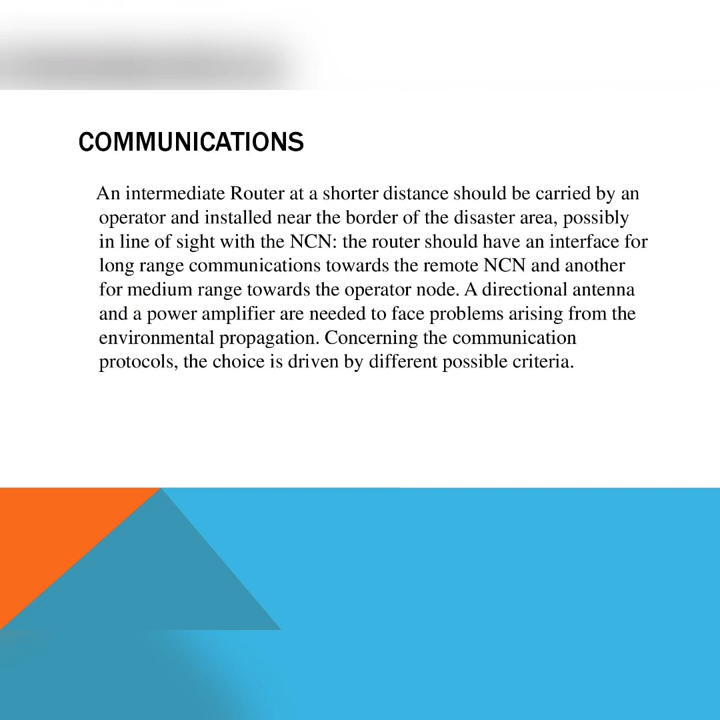 COMMUNICATIONS
An intermediate Router at a shorter distance should be carried by an
operator and installed near the border of the disaster area, possibly
in line of sight with the NCN: the router should have an interface for
long range communications towards the remote NCN and another
for medium range towards the operator node. A directional antenna
and a power amplifier are needed to face problems arising from the
environmental propagation. Concerning the communication
protocols, the choice is driven by different possible criteria.